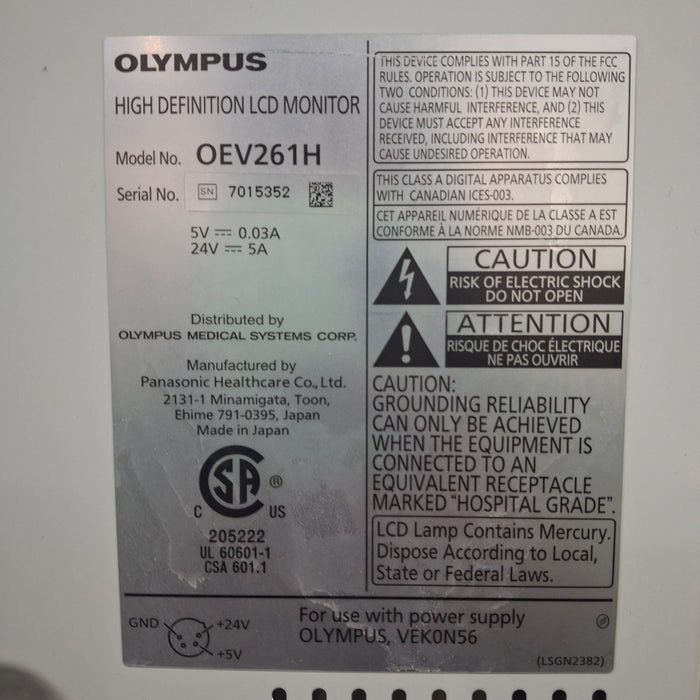 OLYMPUS
HIGH DEFINITION LCD MONITOR
Model No. OEV261H
Serial No. SN 7015352
5V ⎓ 0.03A
24V ⎓ 5A
Distributed by
OLYMPUS MEDICAL SYSTEMS CORP.
Manufactured by
Panasonic Healthcare Co., Ltd.
2131-1 Minamigata, Toon,
Ehime 791-0395, Japan
Made in Japan
SA ®
C US
205222
UL 60601-1
CSA 601.1
THIS DEVICE COMPLIES WITH PART 15 OF THE FCC
RULES. OPERATION IS SUBJECT TO THE FOLLOWING
TWO CONDITIONS: (1) THIS DEVICE MAY NOT
CAUSE HARMFUL INTERFERENCE, AND (2) THIS
DEVICE MUST ACCEPT ANY INTERFERENCE
RECEIVED, INCLUDING INTERFERENCE THAT MAY
CAUSE UNDESIRED OPERATION.
THIS CLASS A DIGITAL APPARATUS COMPLIES
WITH CANADIAN ICES-003.
CET APPAREIL NUMÉRIQUE DE LA CLASSE A EST
CONFORME À LA NORME NMB-003 DU CANADA.
CAUTION
RISK OF ELECTRIC SHOCK
DO NOT OPEN
ATTENTION
RISQUE DE CHOC ÉLECTRIQUE
NE PAS OUVRIR
CAUTION:
GROUNDING RELIABILITY
CAN ONLY BE ACHIEVED
WHEN THE EQUIPMENT IS
CONNECTED TO AN
EQUIVALENT RECEPTACLE
MARKED “HOSPITAL GRADE”.
LCD Lamp Contains Mercury.
Dispose According to Local,
State or Federal Laws.
GND +24V
+5V
For use with power supply
OLYMPUS, VEK0N56
(LSGN2382)